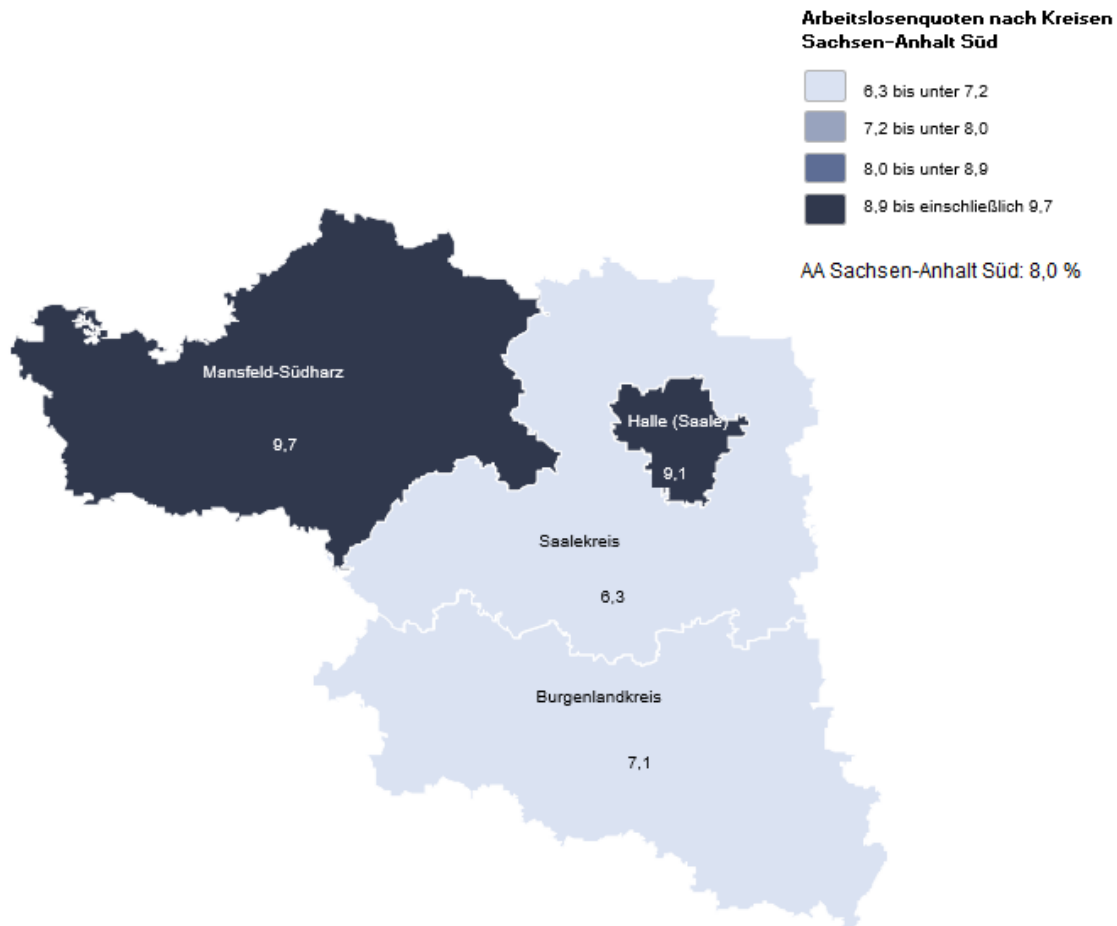 Arbeitslosenquoten nach Kreisen
Sachsen-Anhalt Süd
6,3 bis unter 7,2
7,2 bis unter 8,0
8,0 bis unter 8,9
8,9 bis einschließlich 9,7
AA Sachsen-Anhalt Süd: 8,0 %
Mansfeld-Südharz
9,7
Halle (Saale)
9,1
Saalekreis
6,3
Burgenlandkreis
7,1